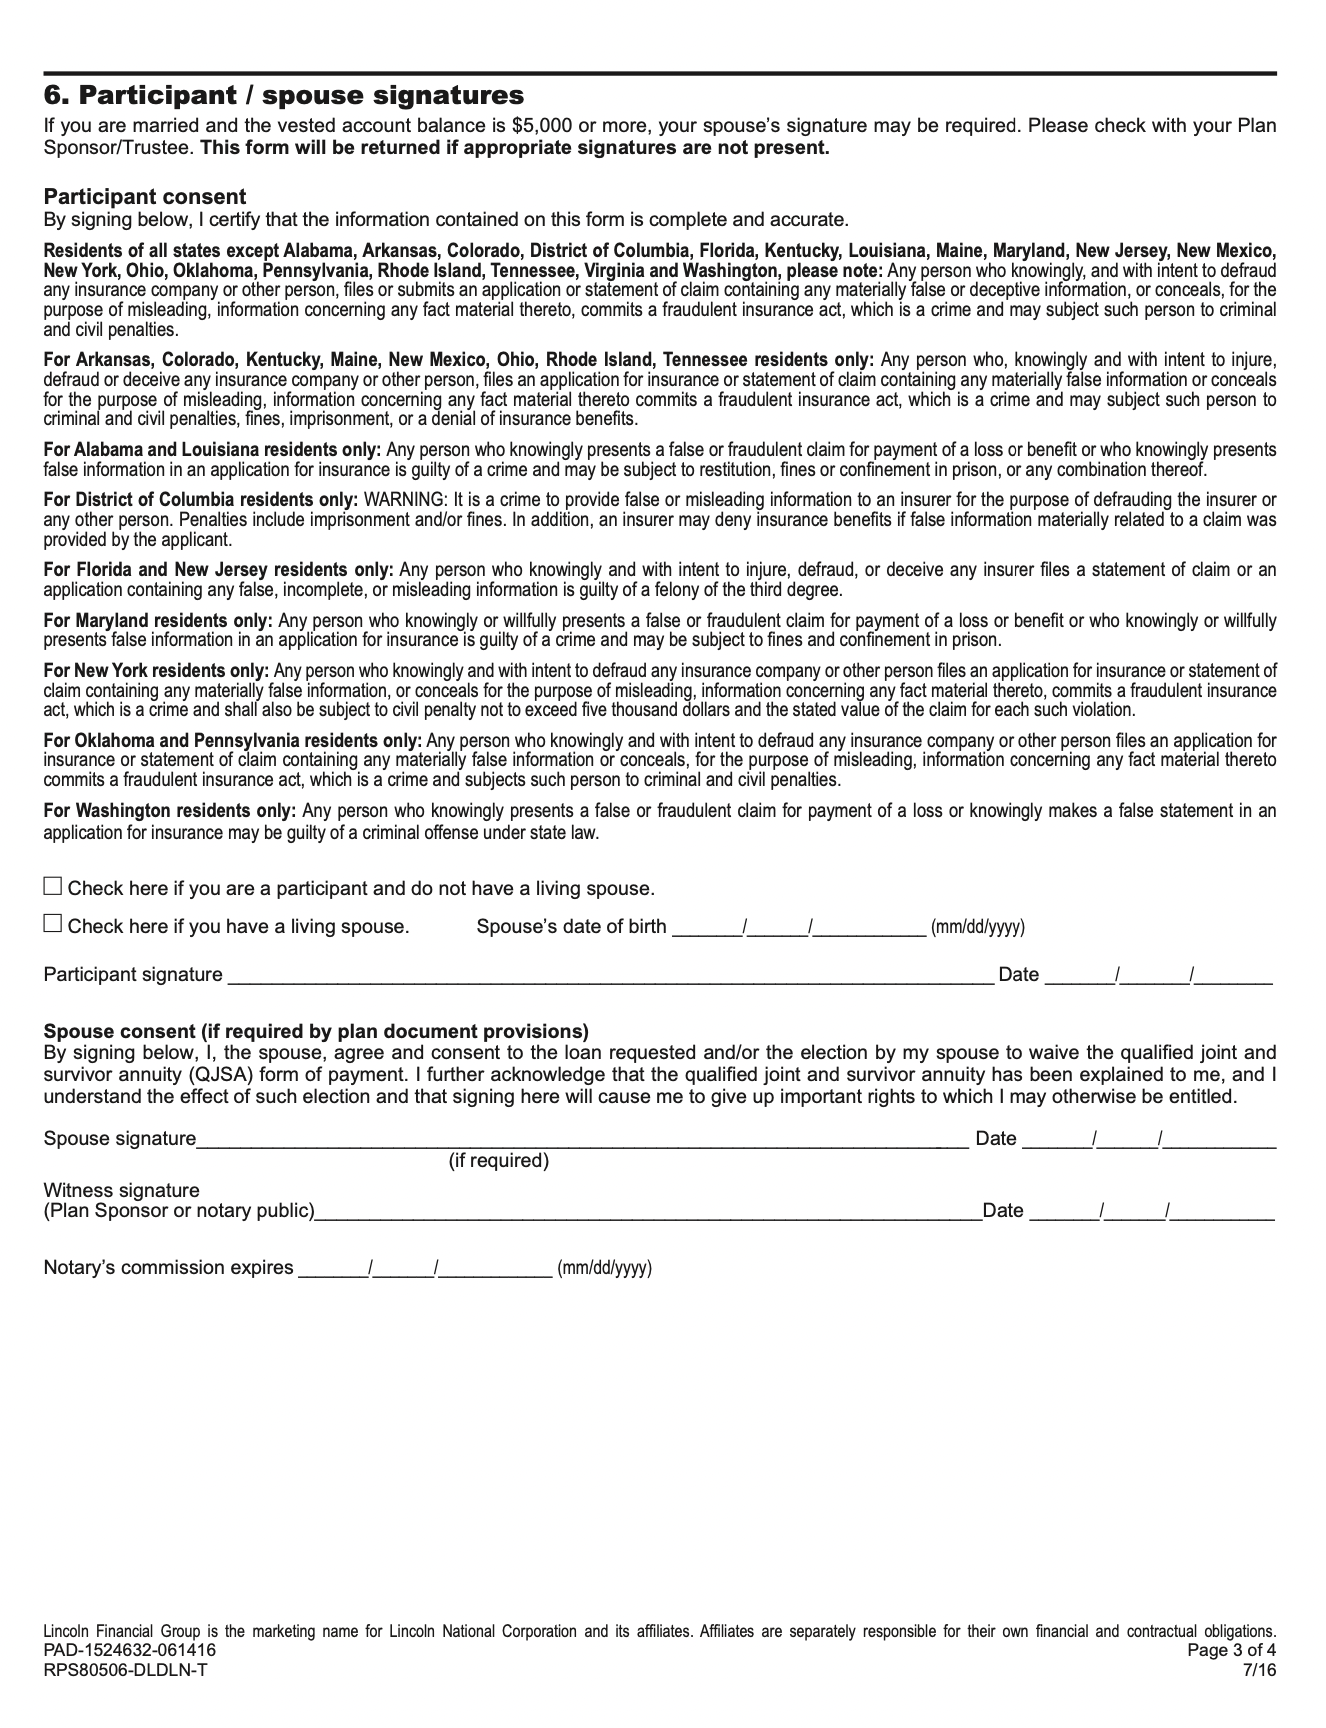 6. Participant / spouse signatures
If you are married and the vested account balance is $5,000 or more, your spouse’s signature may be required. Please check with your Plan
Sponsor/Trustee. This form will be returned if appropriate signatures are not present.
Participant consent
By signing below, I certify that the information contained on this form is complete and accurate.
Residents of all states except Alabama, Arkansas, Colorado, District of Columbia, Florida, Kentucky, Louisiana, Maine, Maryland, New Jersey, New Mexico,
New York, Ohio, Oklahoma, Pennsylvania, Rhode Island, Tennessee, Virginia and Washington, please note: Any person who knowingly, and with intent to defraud
any insurance company or other person, files or submits an application or statement of claim containing any materially false or deceptive information, or conceals, for the
purpose of misleading, information concerning any fact material thereto, commits a fraudulent insurance act, which is a crime and may subject such person to criminal
and civil penalties.
For Arkansas, Colorado, Kentucky, Maine, New Mexico, Ohio, Rhode Island, Tennessee residents only: Any person who, knowingly and with intent to injure,
defraud or deceive any insurance company or other person, files an application for insurance or statement of claim containing any materially false information or conceals
for the purpose of misleading, information concerning any fact material thereto commits a fraudulent insurance act, which is a crime and may subject such person to
criminal and civil penalties, fines, imprisonment, or a denial of insurance benefits.
For Alabama and Louisiana residents only: Any person who knowingly presents a false or fraudulent claim for payment of a loss or benefit or who knowingly presents
false information in an application for insurance is guilty of a crime and may be subject to restitution, fines or confinement in prison, or any combination thereof.
For District of Columbia residents only: WARNING: It is a crime to provide false or misleading information to an insurer for the purpose of defrauding the insurer or
any other person. Penalties include imprisonment and/or fines. In addition, an insurer may deny insurance benefits if false information materially related to a claim was
provided by the applicant.
For Florida and New Jersey residents only: Any person who knowingly and with intent to injure, defraud, or deceive any insurer files a statement of claim or an
application containing any false, incomplete, or misleading information is guilty of a felony of the third degree.
For Maryland residents only: Any person who knowingly or willfully presents a false or fraudulent claim for payment of a loss or benefit or who knowingly or willfully
presents false information in an application for insurance is guilty of a crime and may be subject to fines and confinement in prison.
For New York residents only: Any person who knowingly and with intent to defraud any insurance company or other person files an application for insurance or statement of
claim containing any materially false information, or conceals for the purpose of misleading, information concerning any fact material thereto, commits a fraudulent insurance
act, which is a crime and shall also be subject to civil penalty not to exceed five thousand dollars and the stated value of the claim for each such violation.
For Oklahoma and Pennsylvania residents only: Any person who knowingly and with intent to defraud any insurance company or other person files an application for
insurance or statement of claim containing any materially false information or conceals, for the purpose of misleading, information concerning any fact material thereto
commits a fraudulent insurance act, which is a crime and subjects such person to criminal and civil penalties.
For Washington residents only: Any person who knowingly presents a false or fraudulent claim for payment of a loss or knowingly makes a false statement in an
application for insurance may be guilty of a criminal offense under state law.
☐ Check here if you are a participant and do not have a living spouse.
☐ Check here if you have a living spouse. Spouse’s date of birth ________/_______/_____________ (mm/dd/yyyy)
Participant signature ______________________________ Date ________/________/_________
Spouse consent (if required by plan document provisions)
By signing below, I, the spouse, agree and consent to the loan requested and/or the election by my spouse to waive the qualified joint and
survivor annuity (QJSA) form of payment. I further acknowledge that the qualified joint and survivor annuity has been explained to me, and I
understand the effect of such election and that signing here will cause me to give up important rights to which I may otherwise be entitled.
Spouse signature______________________________ Date ________/_______/_____________
(if required)
Witness signature
(Plan Sponsor or notary public)______________________________Date ________/_______/____________
Notary’s commission expires ________/_______/_____________ (mm/dd/yyyy)
Lincoln Financial Group is the marketing name for Lincoln National Corporation and its affiliates. Affiliates are separately responsible for their own financial and contractual obligations.
PAD-1524632-061416 Page 3 of 4
RPS80506-DLDLN-T 7/16